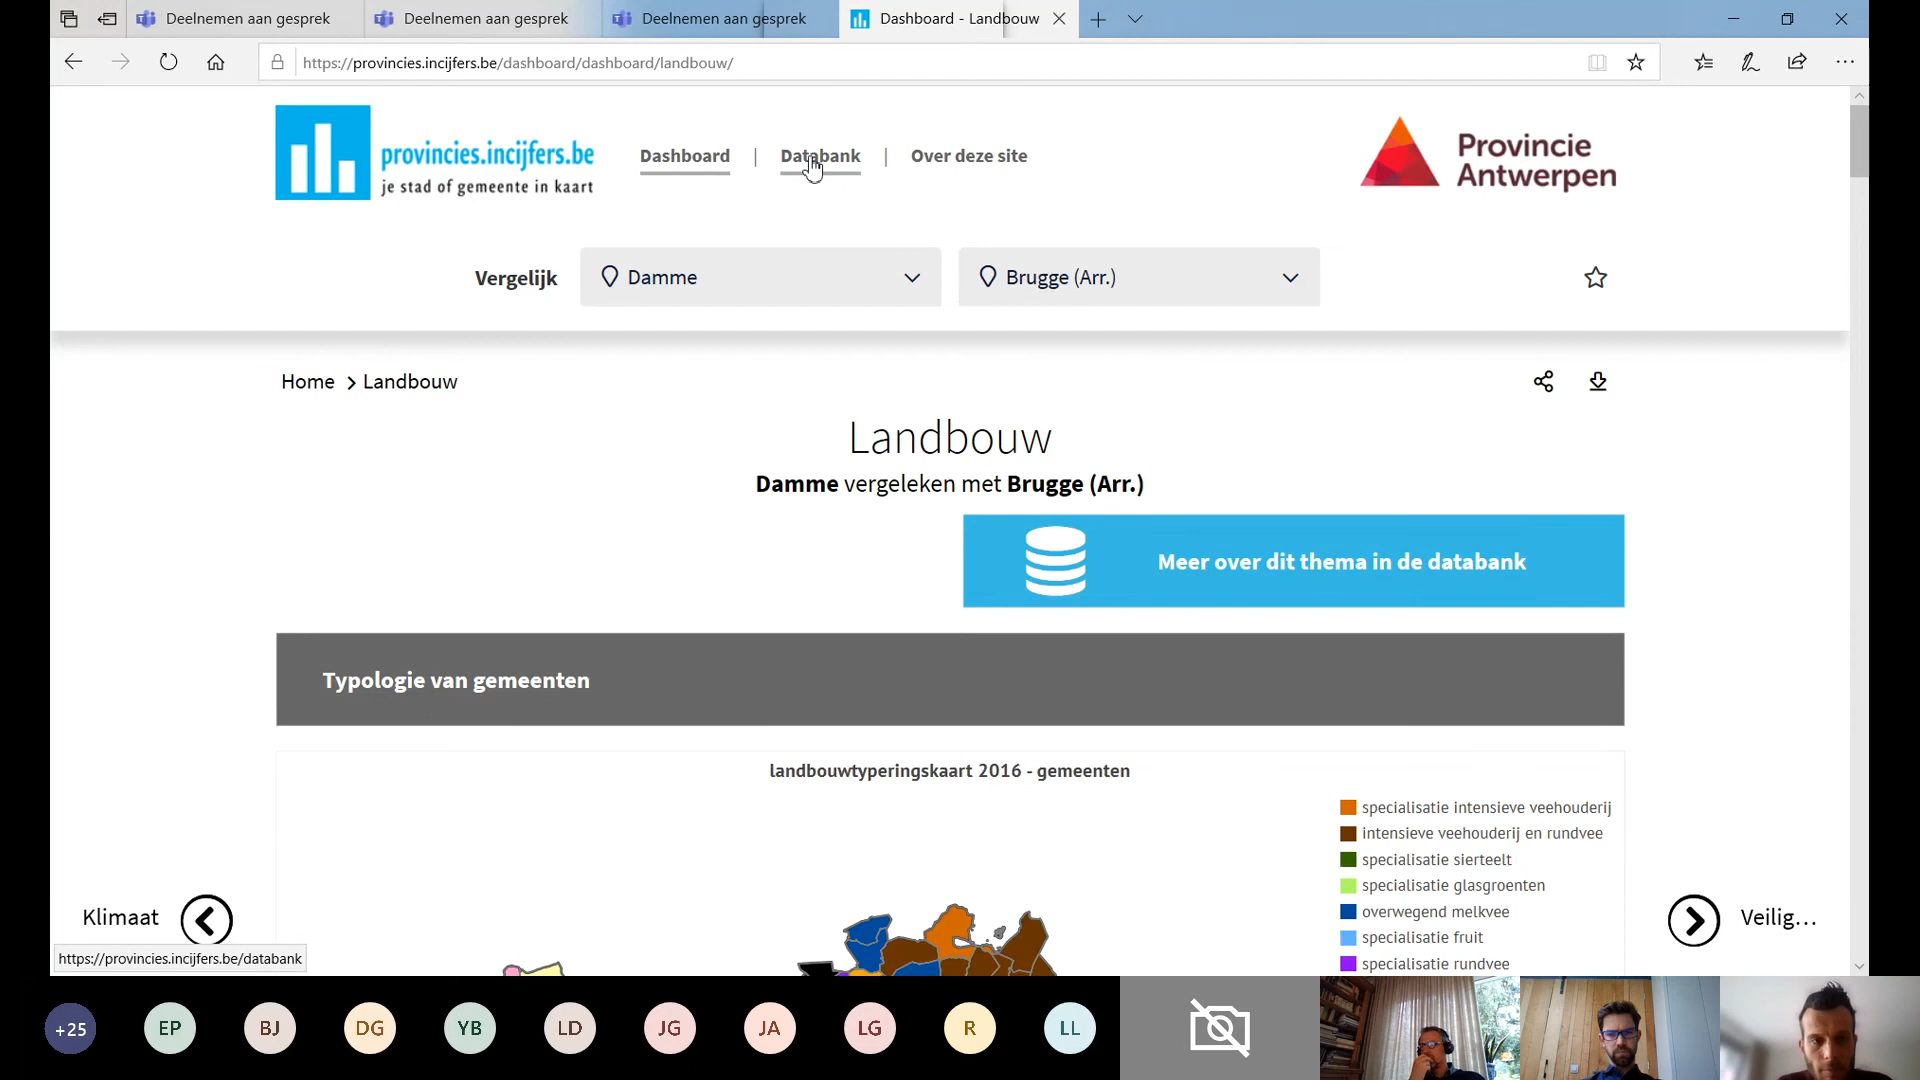 Deelnemen aan gesprek
Deelnemen aan gesprek
Deelnemen aan gesprek
Dashboard - Landbouw
https://provincies.incijfers.be/dashboard/dashboard/landbouw/
provincies.incijfers.be
je stad of gemeente in kaart
Dashboard | Databank | Over deze site
Provincie
Antwerpen
Vergelijk
Damme
Brugge (Arr.)
Home
Landbouw
Landbouw
Damme vergeleken met Brugge (Arr.)
Meer over dit thema in de databank
Typologie van gemeenten
landbouwtyperingskaart 2016 - gemeenten
specialisatie intensieve veehouderij
intensieve veehouderij en rundvee
specialisatie sierteelt
specialisatie glasgroenten
overwegend melkvee
specialisatie fruit
specialisatie rundvee
Klimaat
Veilig...
https://provincies.incijfers.be/databank
+25
EP
BJ
DG
YB
LD
JG
JA
LG
R
LL